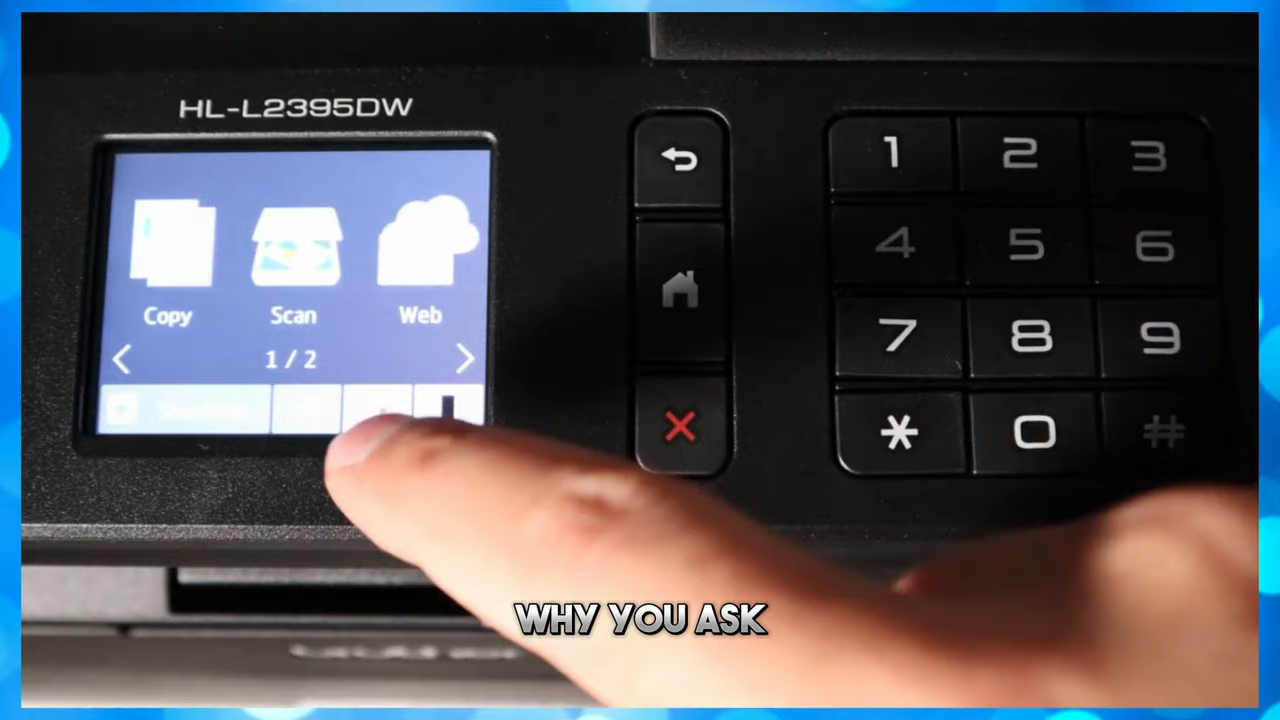 HL-L2395DW
Copy Scan Web
1 / 2
1 2 3
4 5 6
7 8 9
* 0 #
WHY YOU ASK